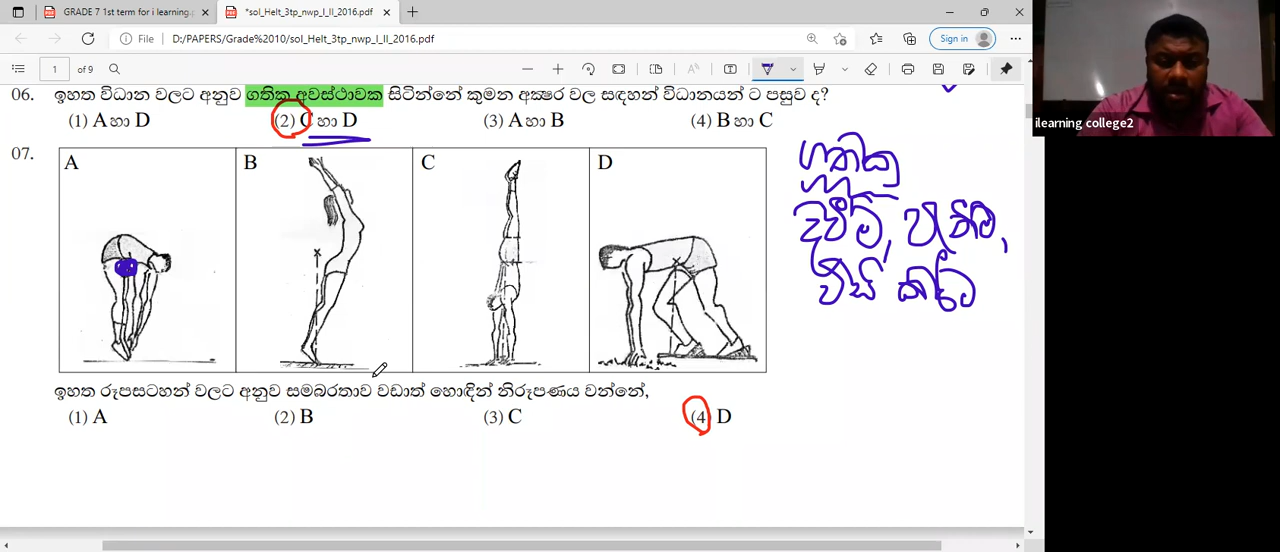 GRADE 7 1st term for i learning.
*sol_Helt_3tp_nwp_I_II_2016.pdf
File D:/PAPERS/Grade%2010/sol_Helt_3tp_nwp_I_II_2016.pdf
Sign in
1 of 9
06. ඉහත විධාන වලට අනුව ගතික අවස්ථාවක සිටින්නේ කුමන අක්‍ෂර වල සඳහන් විධානයන් ට පසුව ද?
(1) A හා D (2) C හා D (3) A හා B (4) B හා C
07.
A B C D
ගතික
දුවීම්, පැනීම,
විසි කිරීම
ඉහත රූපසටහන් වලට අනුව සමබරතාව වඩාත් හොඳින් නිරූපණය වන්නේ,
(1) A (2) B (3) C (4) D
ilearning college2